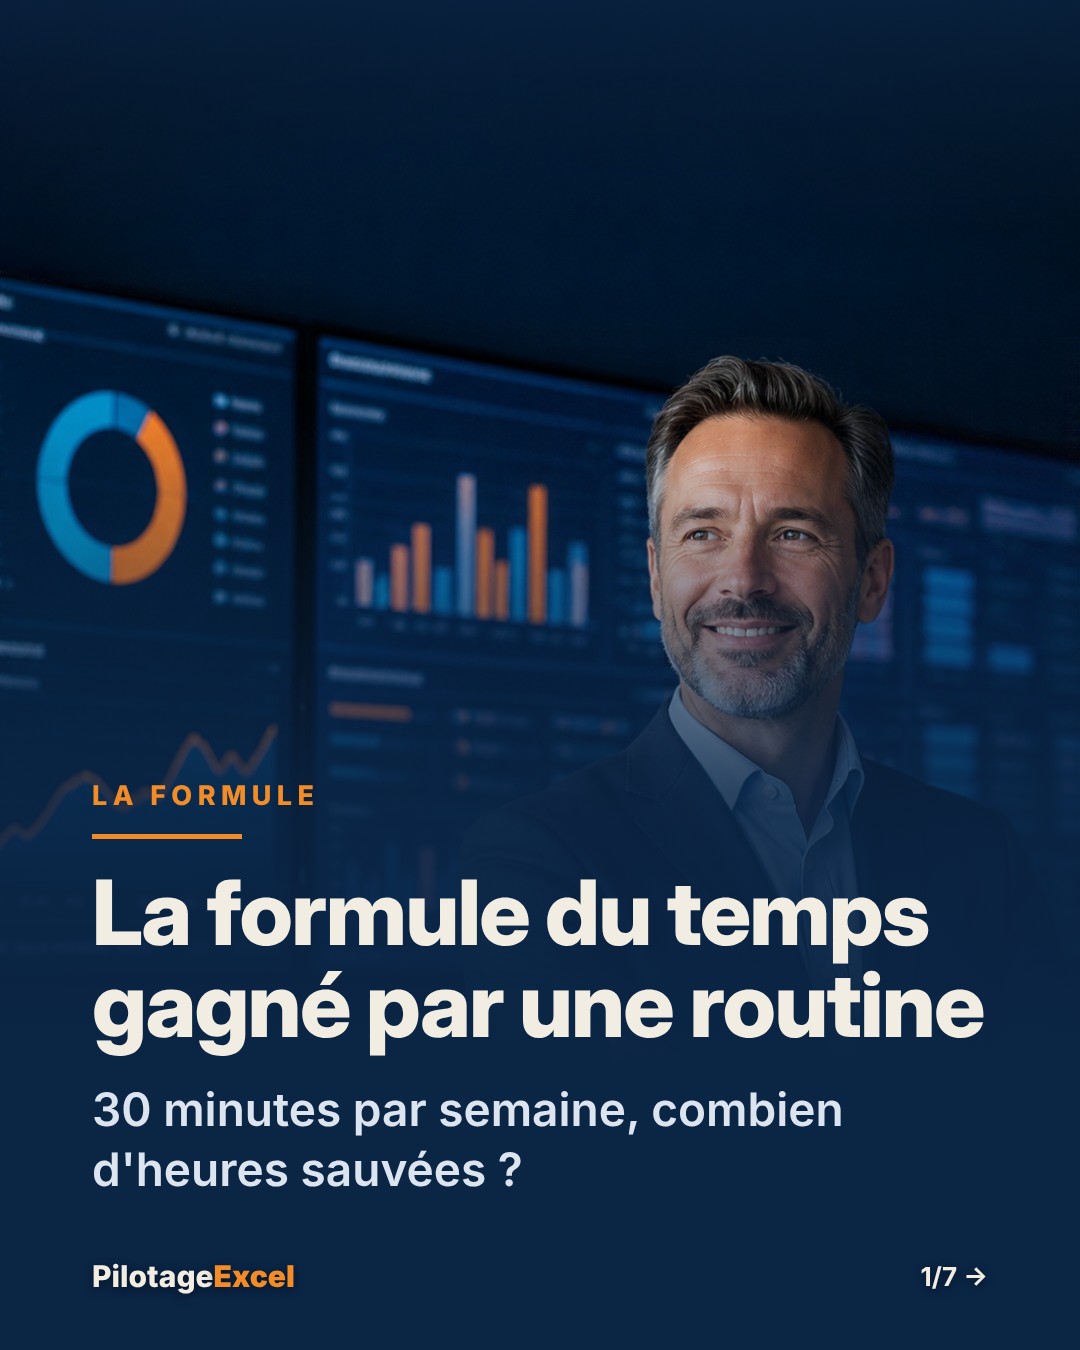 LA FORMULE
La formule du temps
gagné par une routine
30 minutes par semaine, combien
d'heures sauvées ?
PilotageExcel
1/7 →